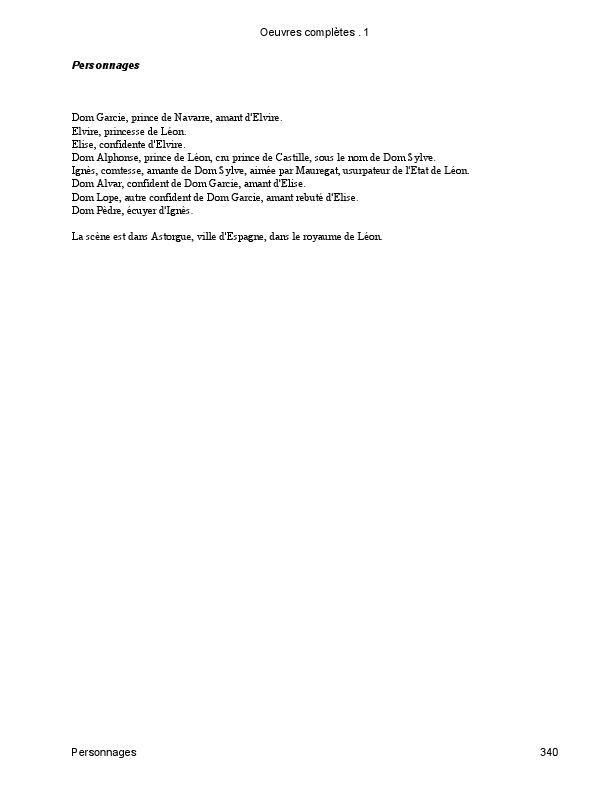 Oeuvres complètes . 1
Personnages
Dom Garcie, prince de Navarre, amant d'Elvire.
Elvire, princesse de Léon.
Elise, confidente d'Elvire.
Dom Alphonse, prince de Léon, cru prince de Castille, sous le nom de Dom Sylve.
Ignès, comtesse, amante de Dom Sylve, aimée par Mauregat, usurpateur de l'Etat de Léon.
Dom Alvar, confident de Dom Garcie, amant d'Elise.
Dom Lope, autre confident de Dom Garcie, amant rebuté d'Elise.
Dom Pèdre, écuyer d'Ignès.
La scène est dans Astorgue, ville d'Espagne, dans le royaume de Léon.
Personnages 340